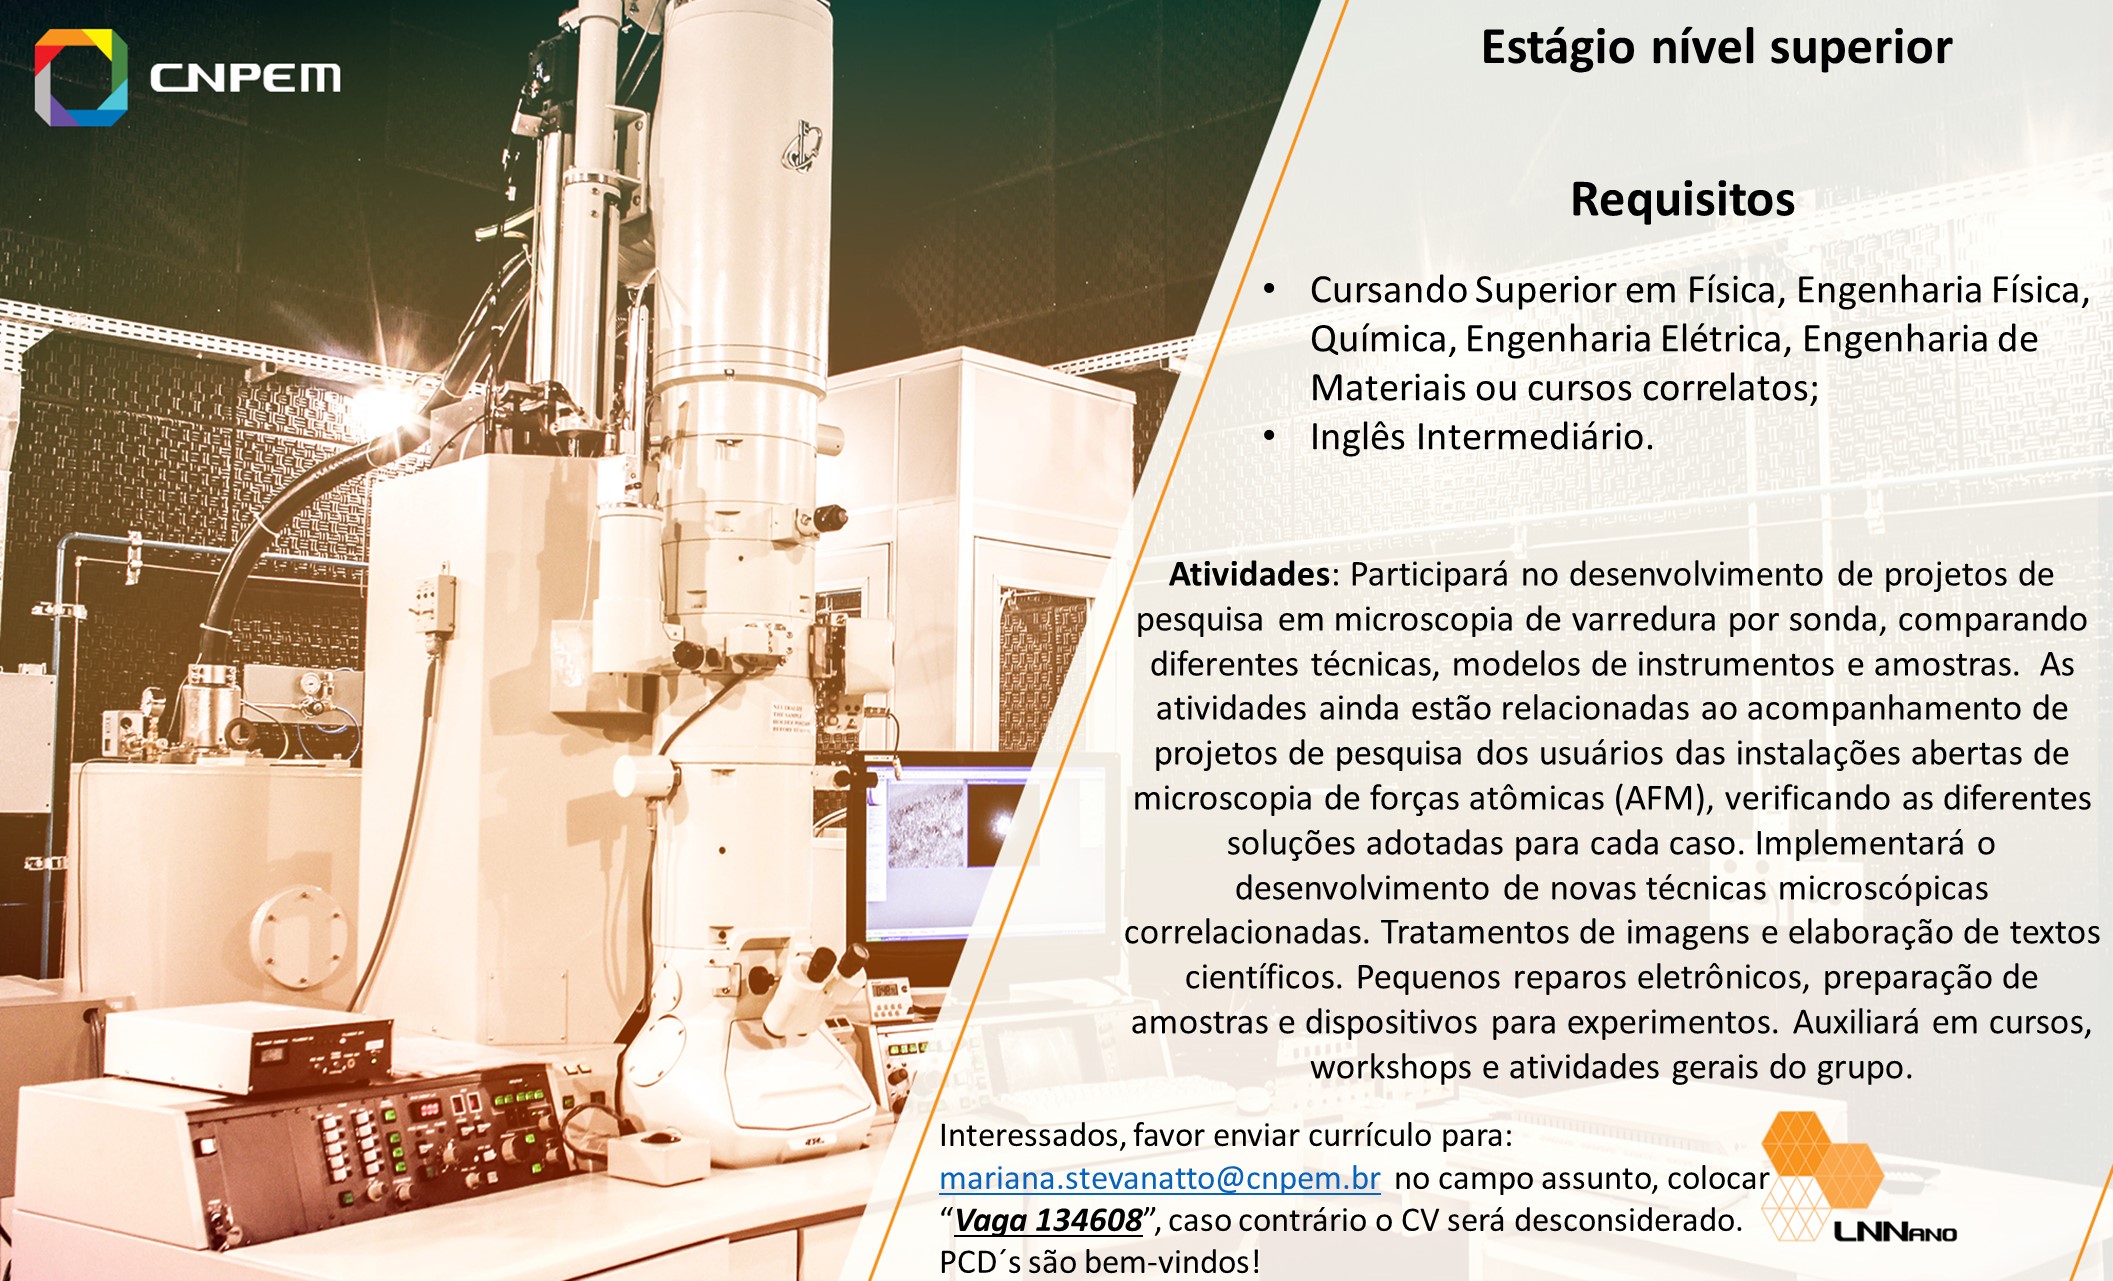 CNPEM
Estágio nível superior
Requisitos
• Cursando Superior em Física, Engenharia Física,
Química, Engenharia Elétrica, Engenharia de
Materiais ou cursos correlatos;
• Inglês Intermediário.
Atividades: Participará no desenvolvimento de projetos de
pesquisa em microscopia de varredura por sonda, comparando
diferentes técnicas, modelos de instrumentos e amostras. As
atividades ainda estão relacionadas ao acompanhamento de
projetos de pesquisa dos usuários das instalações abertas de
microscopia de forças atômicas (AFM), verificando as diferentes
soluções adotadas para cada caso. Implementará o
desenvolvimento de novas técnicas microscópicas
correlacionadas. Tratamentos de imagens e elaboração de textos
científicos. Pequenos reparos eletrônicos, preparação de
amostras e dispositivos para experimentos. Auxiliará em cursos,
workshops e atividades gerais do grupo.
Interessados, favor enviar currículo para:
mariana.stevanatto@cnpem.br no campo assunto, colocar
“Vaga 134608”, caso contrário o CV será desconsiderado.
PCD´s são bem-vindos!
LNNano